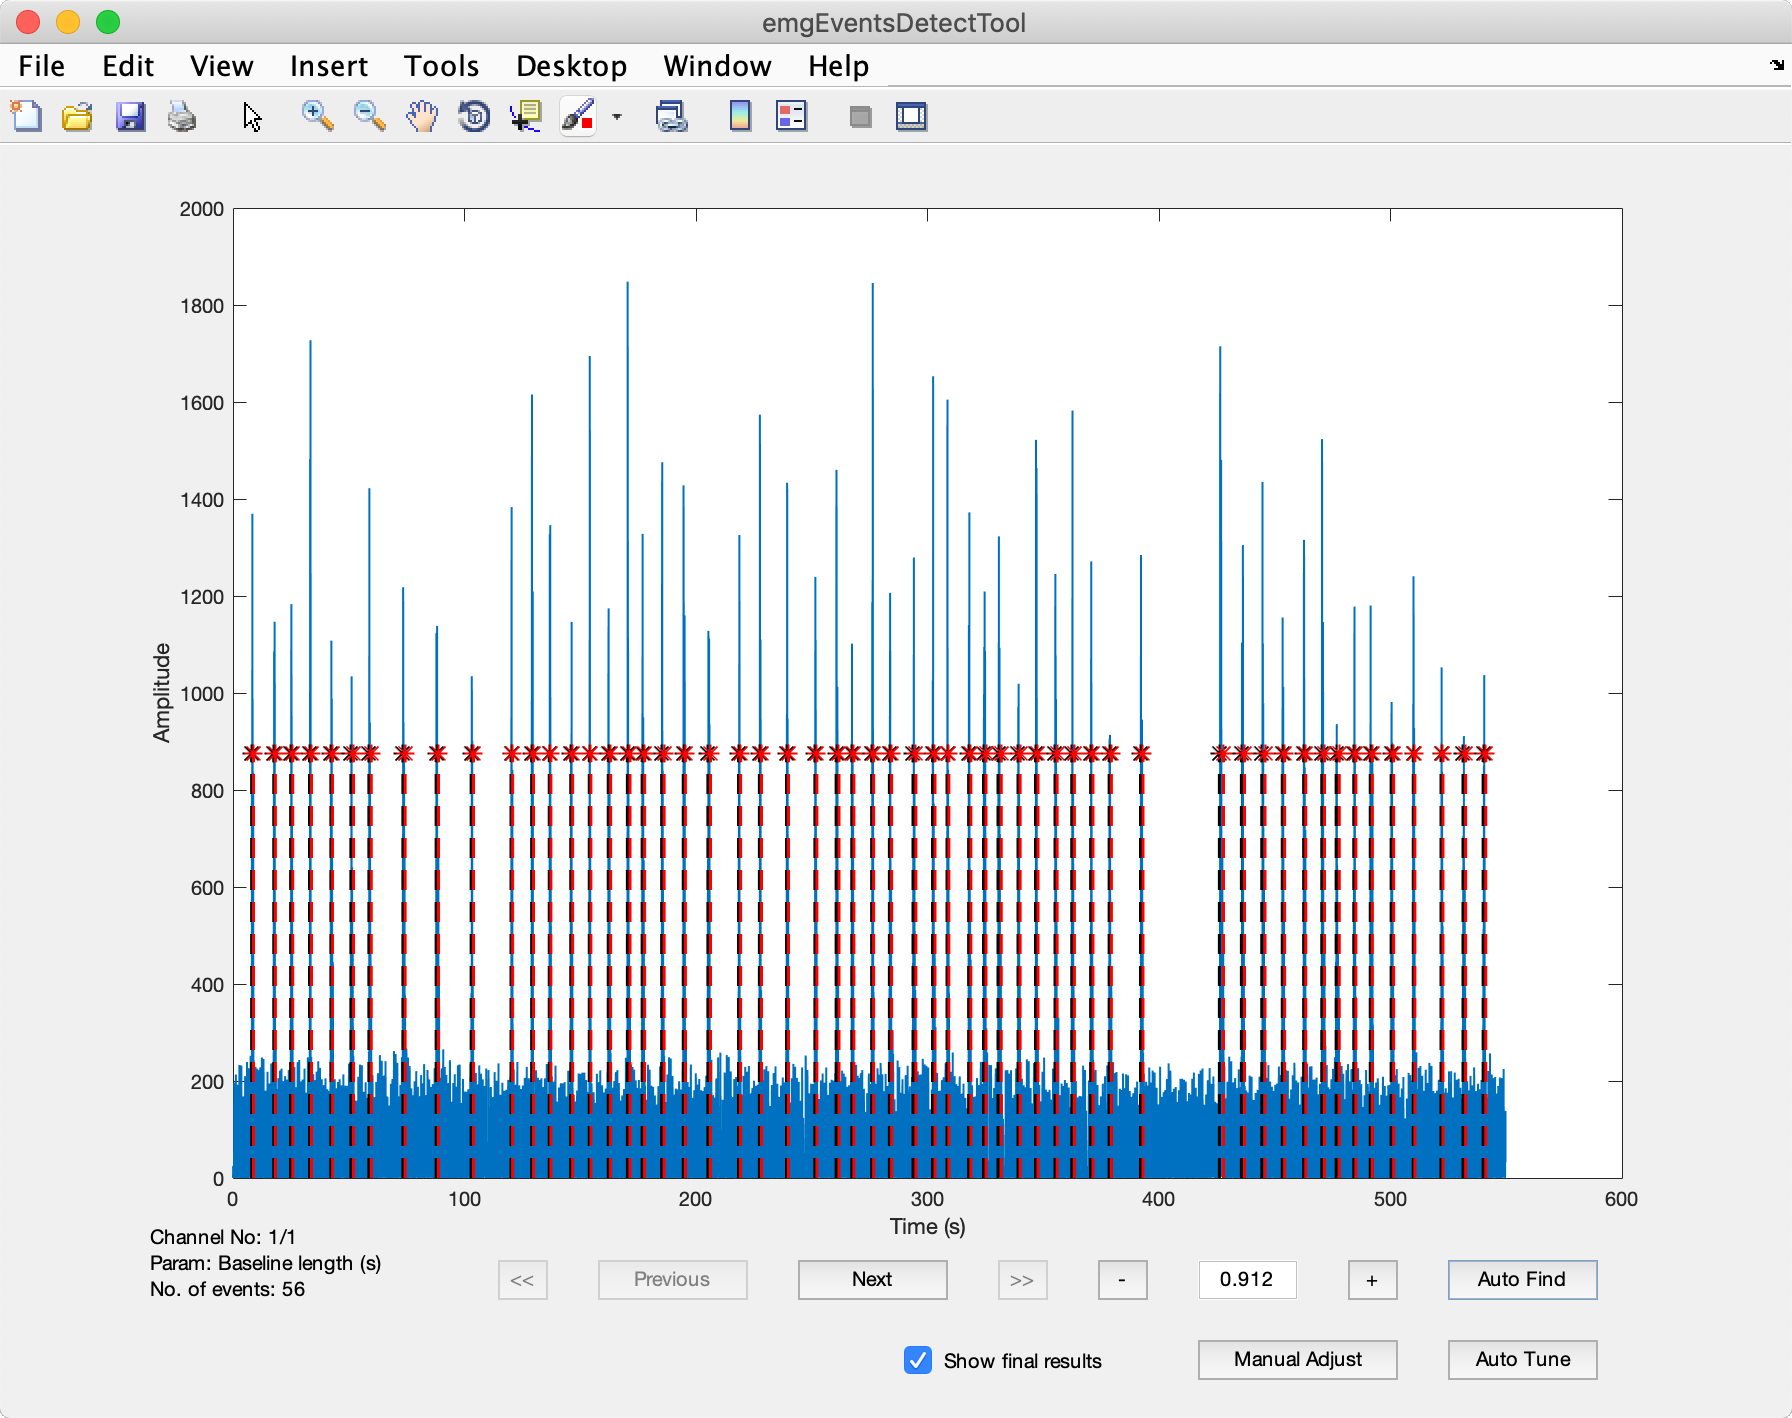 emgEventsDetectTool
File Edit View Insert Tools Desktop Window Help
2000
1800
1600
1400
1200
1000
800
600
400
200
0
Amplitude
0 100 200 300 400 500 600
Time (s)
Channel No: 1/1
Param: Baseline length (s)
No. of events: 56
<< Previous Next >> - 0.912 + Auto Find
Show final results Manual Adjust Auto Tune